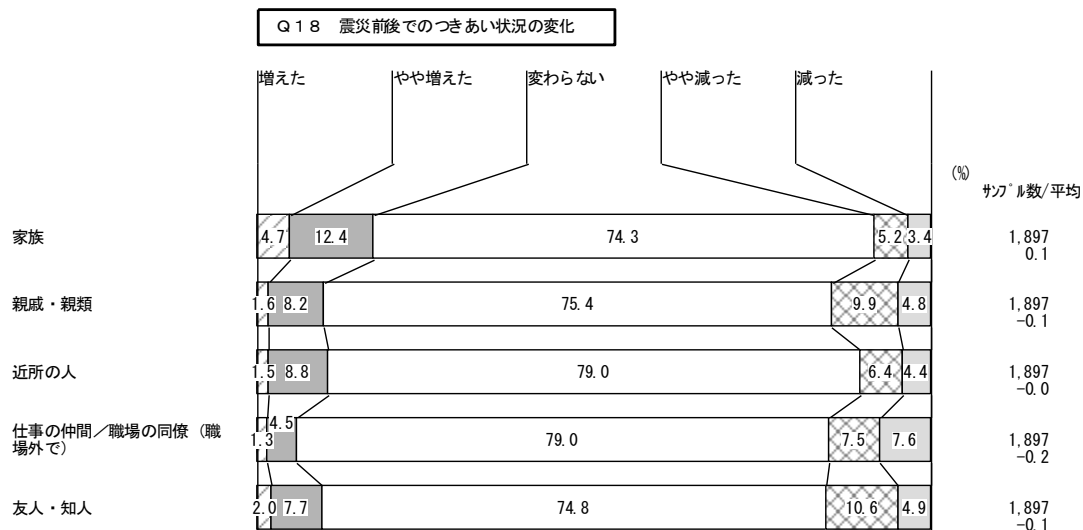 Ｑ１８　震災前後でのつきあい状況の変化
増えた　やや増えた　変わらない　やや減った　減った
(%)
ｻﾝﾌﾟﾙ数/平均
家族　4.7　12.4　74.3　5.2　3.4　1,897
0.1
親戚・親類　1.6　8.2　75.4　9.9　4.8　1,897
-0.1
近所の人　1.5　8.8　79.0　6.4　4.4　1,897
-0.0
仕事の仲間／職場の同僚（職
場外で）　1.3　4.5　79.0　7.5　7.6　1,897
-0.2
友人・知人　2.0　7.7　74.8　10.6　4.9　1,897
-0.1